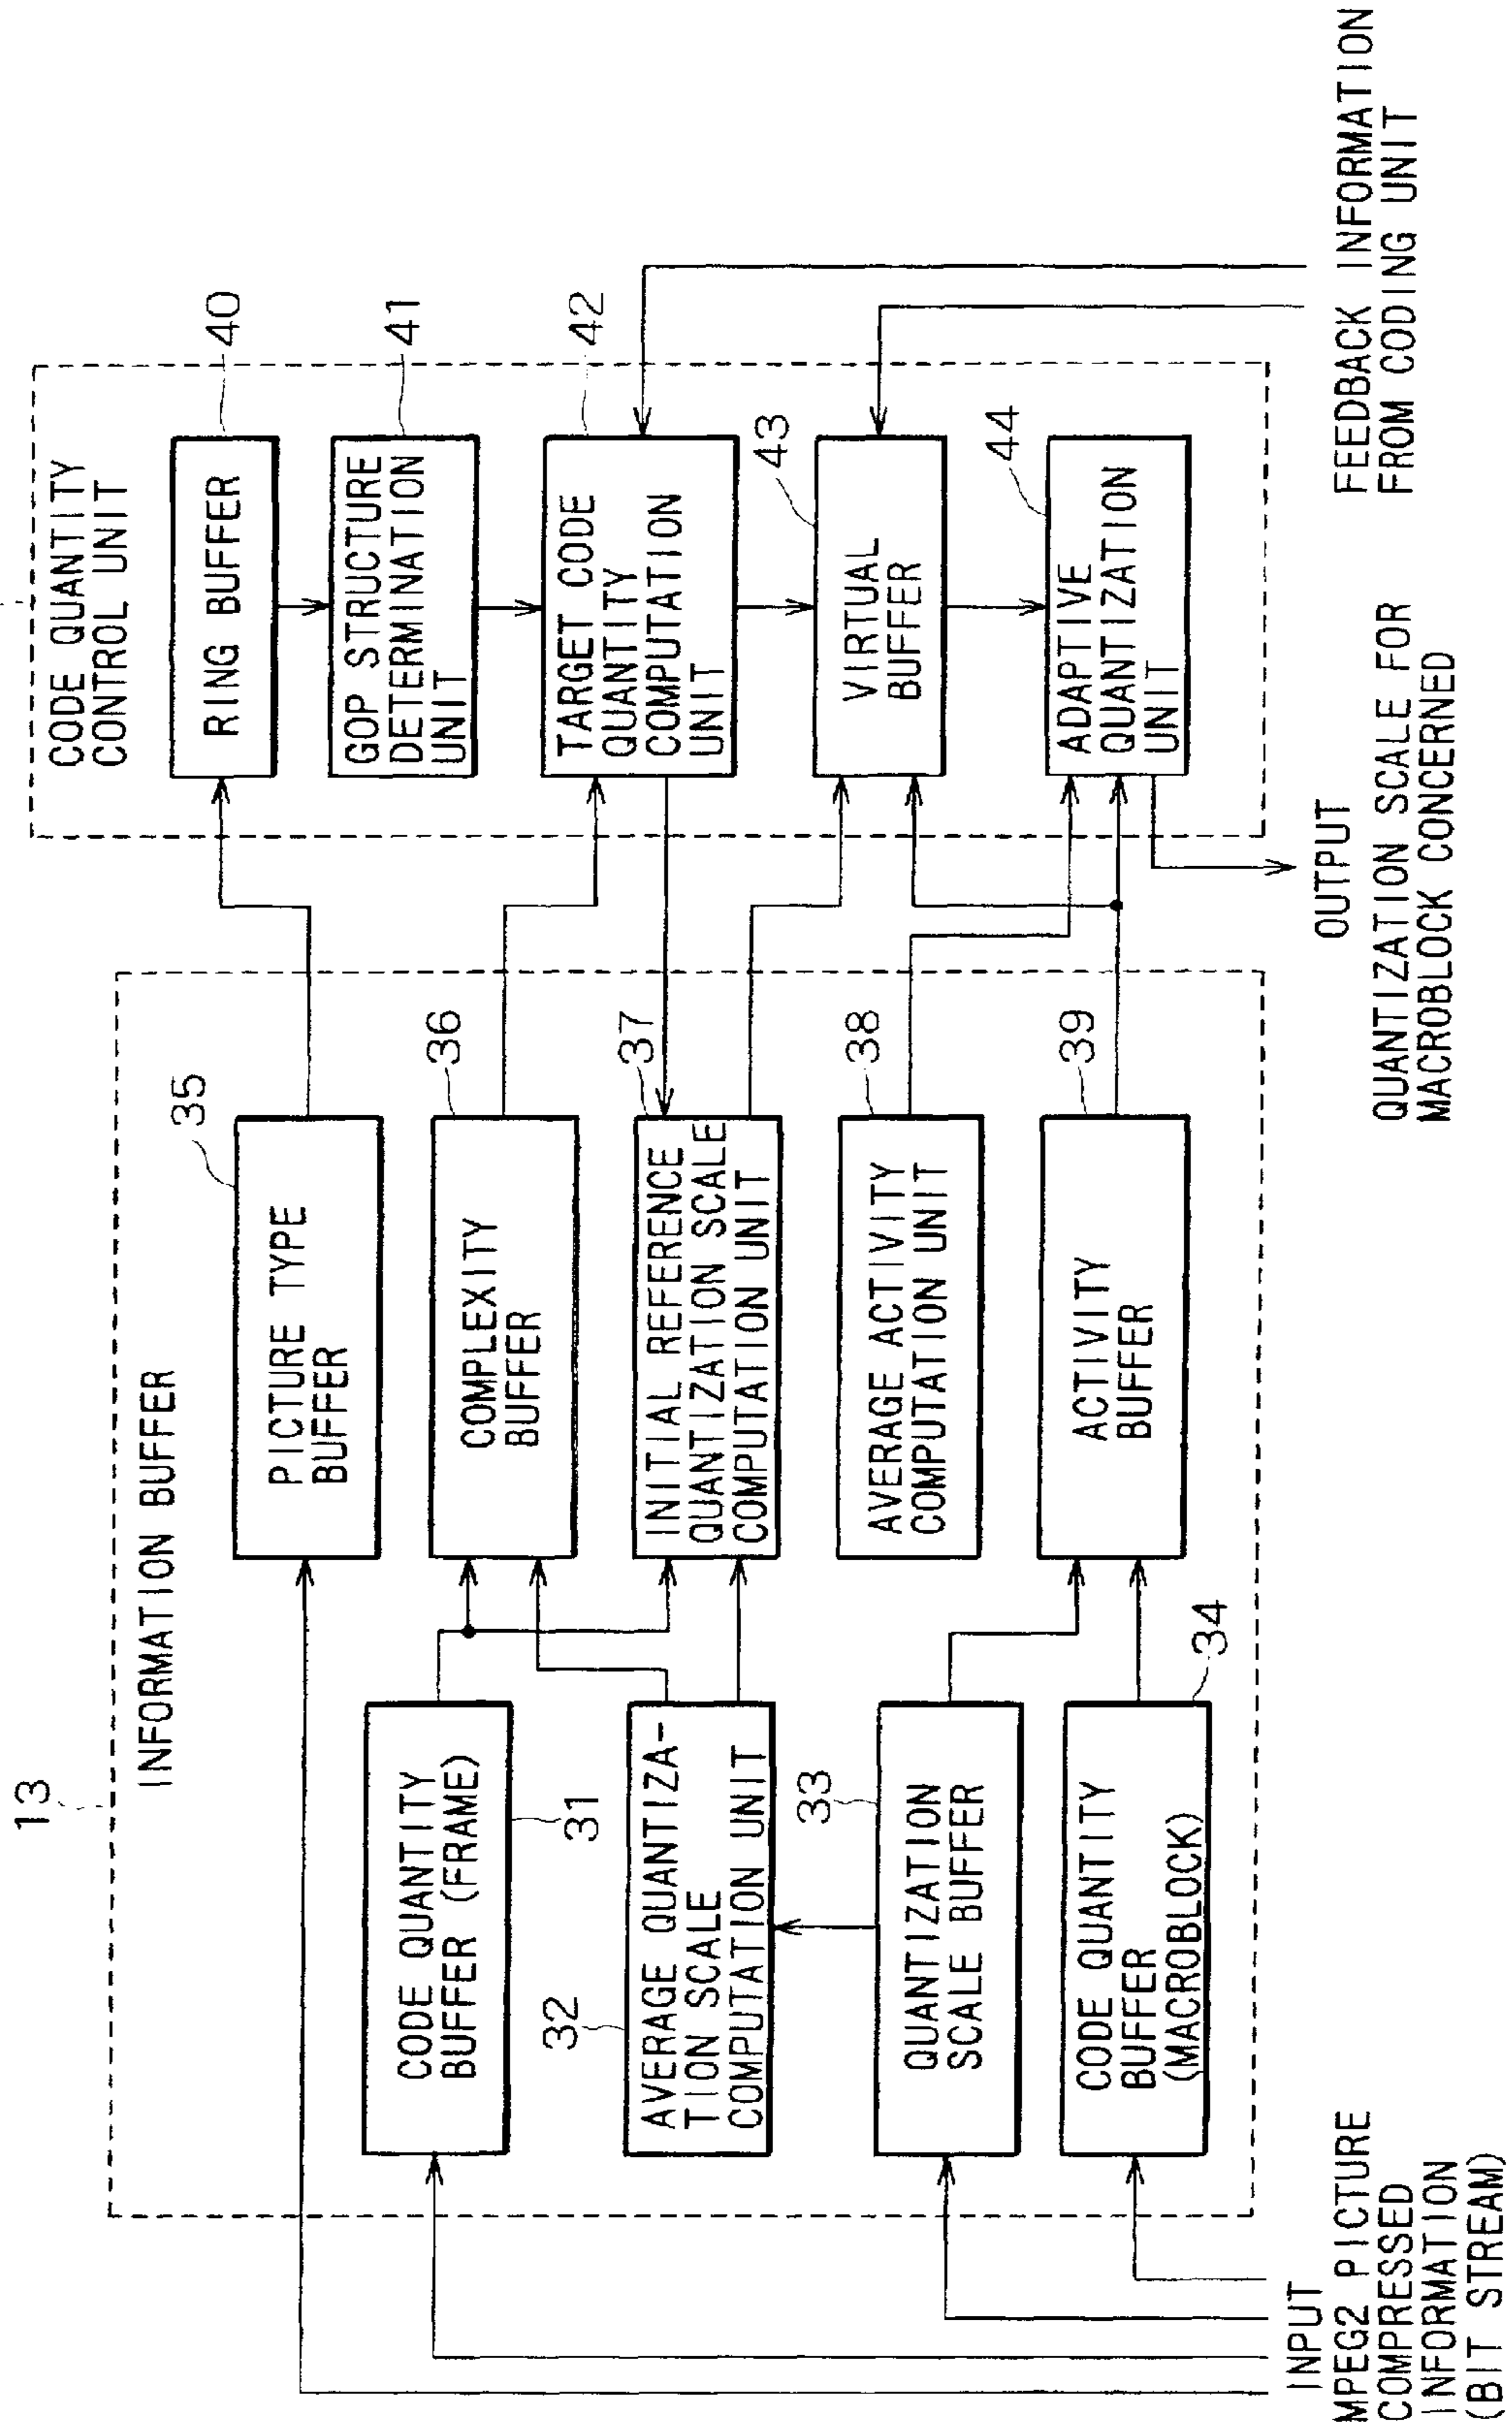 13
INFORMATION BUFFER
CODE QUANTITY
CONTROL UNIT
35
PICTURE TYPE
BUFFER
40
RING BUFFER
CODE QUANTITY
BUFFER (FRAME)
31
36
COMPLEXITY
BUFFER
41
GOP STRUCTURE
DETERMINATION
UNIT
32
AVERAGE QUANTIZA-
TION SCALE
COMPUTATION UNIT
37
INITIAL REFERENCE
QUANTIZATION SCALE
COMPUTATION UNIT
42
TARGET CODE
QUANTITY
COMPUTATION
UNIT
33
QUANTIZATION
SCALE BUFFER
38
AVERAGE ACTIVITY
COMPUTATION UNIT
43
VIRTUAL
BUFFER
34
CODE QUANTITY
BUFFER
(MACROBLOCK)
39
ACTIVITY
BUFFER
44
ADAPTIVE
QUANTIZATION
UNIT
INPUT
MPEG2 PICTURE
COMPRESSED
INFORMATION
(BIT STREAM)
OUTPUT
QUANTIZATION SCALE FOR
MACROBLOCK CONCERNED
FEEDBACK INFORMATION
FROM CODING UNIT